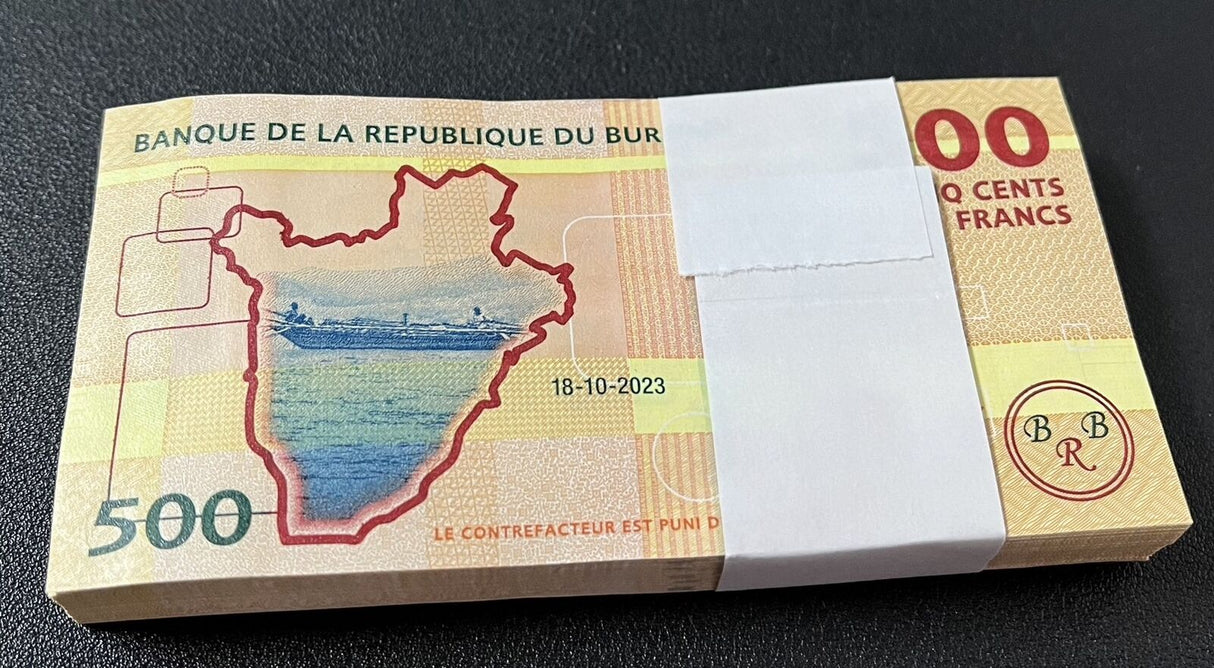 BANQUE DE LA REPUBLIQUE DU BUR
00
Q CENTS
FRANCS
18-10-2023
B R B
500
LE CONTREFACTEUR EST PUNI D